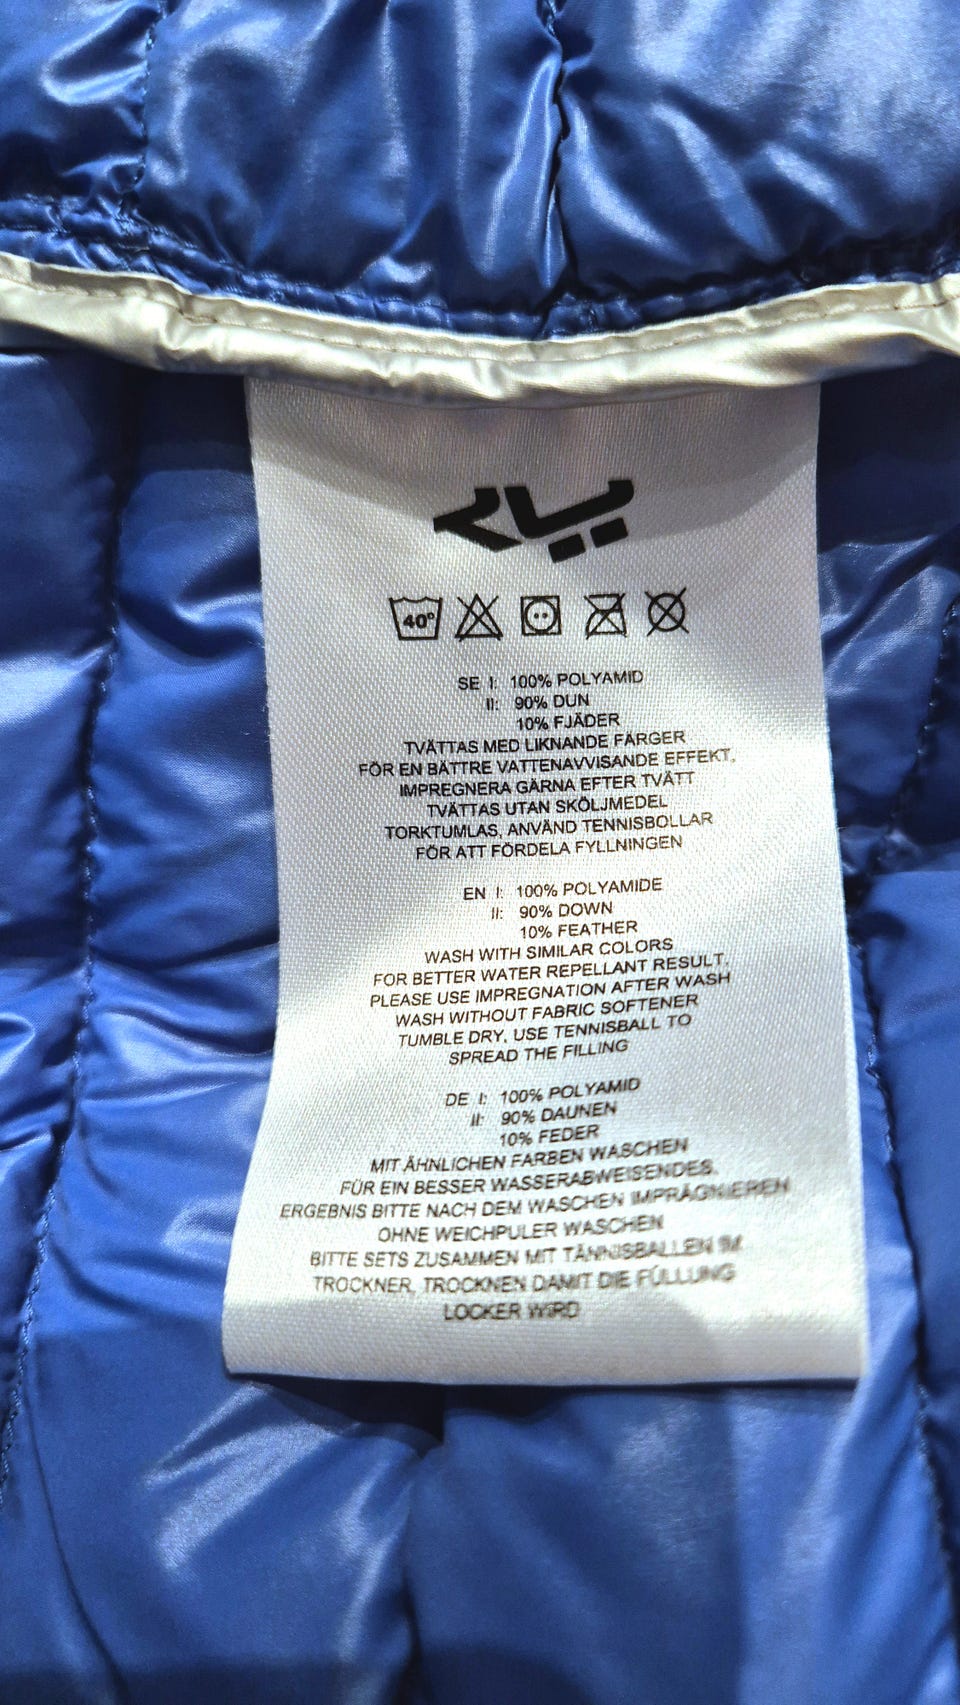 40°
SE I: 100% POLYAMID
II: 90% DUN
10% FJÄDER
TVÄTTAS MED LIKNANDE FÄRGER
FÖR EN BÄTTRE VATTENAVVISANDE EFFEKT,
IMPREGNERA GÄRNA EFTER TVÄTT
TVÄTTAS UTAN SKÖLJMEDEL
TORKTUMLAS, ANVÄND TENNISBOLLAR
FÖR ATT FÖRDELA FYLLNINGEN
EN I: 100% POLYAMIDE
II: 90% DOWN
10% FEATHER
WASH WITH SIMILAR COLORS
FOR BETTER WATER REPELLANT RESULT,
PLEASE USE IMPREGNATION AFTER WASH
WASH WITHOUT FABRIC SOFTENER
TUMBLE DRY, USE TENNISBALL TO
SPREAD THE FILLING
DE I: 100% POLYAMID
II: 90% DAUNEN
10% FEDER
MIT ÄHNLICHEN FARBEN WASCHEN
FÜR EIN BESSER WASSERABWEISENDES,
ERGEBNIS BITTE NACH DEM WASCHEN IMPRÄGNIEREN
OHNE WEICHPULER WASCHEN
BITTE SETS ZUSAMMEN MIT TÄNNISBALLEN IM
TROCKNER, TROCKNEN DAMIT DIE FÜLLUNG
LOCKER WIRD